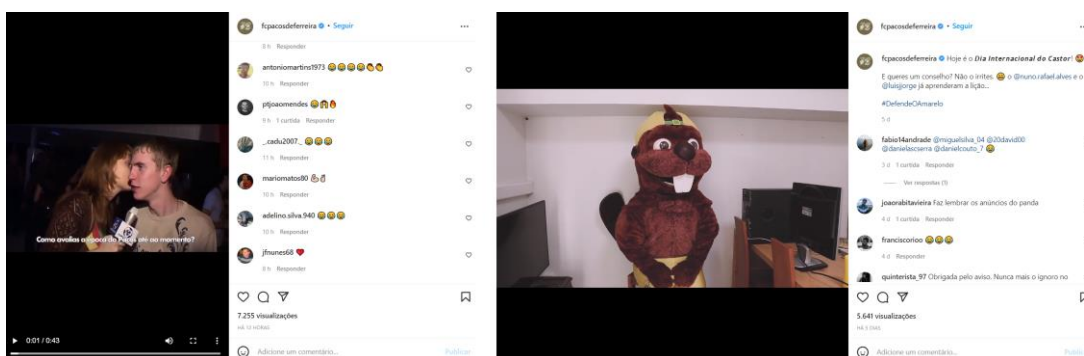 fcpacosdeferreira • Seguir
8 h Responder
antoniomartins1973 😂😂😂😂👏👏
10 h Responder
ptjoaomendes
9 h 1 curtida Responder
_.cadu2007._ 😂😂😂
11 h Responder
mariomatos80
10 h Responder
adelino.silva.940 😂😂😂
10 h Responder
jfnunes68 ❤️
8 h Responder
7.255 visualizações
HÁ 12 HORAS
Adicione um comentário...
Publicar
Como avalias a época do Paços até ao momento?
0:01 / 0:43
fcpacosdeferreira • Seguir
fcpacosdeferreira Hoje é o Dia Internacional do Castor!
E queres um conselho? Não o irrites. o @nuno.rafael.alves e o
@luisjorge já aprenderam a lição...
#DefendeOAmarelo
5 d
fabio14andrade @miguelsilva_04 @20david00
@danielascserra @danielcouto_7
3 d 1 curtida Responder
Ver respostas (1)
joaorabitavieira Faz lembrar os anúncios do panda
4 d 1 curtida Responder
franciscorioo 😂😂😂
4 d Responder
quinterista_97 Obrigada pelo aviso. Nunca mais o ignoro no
5.641 visualizações
HÁ 5 DIAS
Adicione um comentário...
Publicar